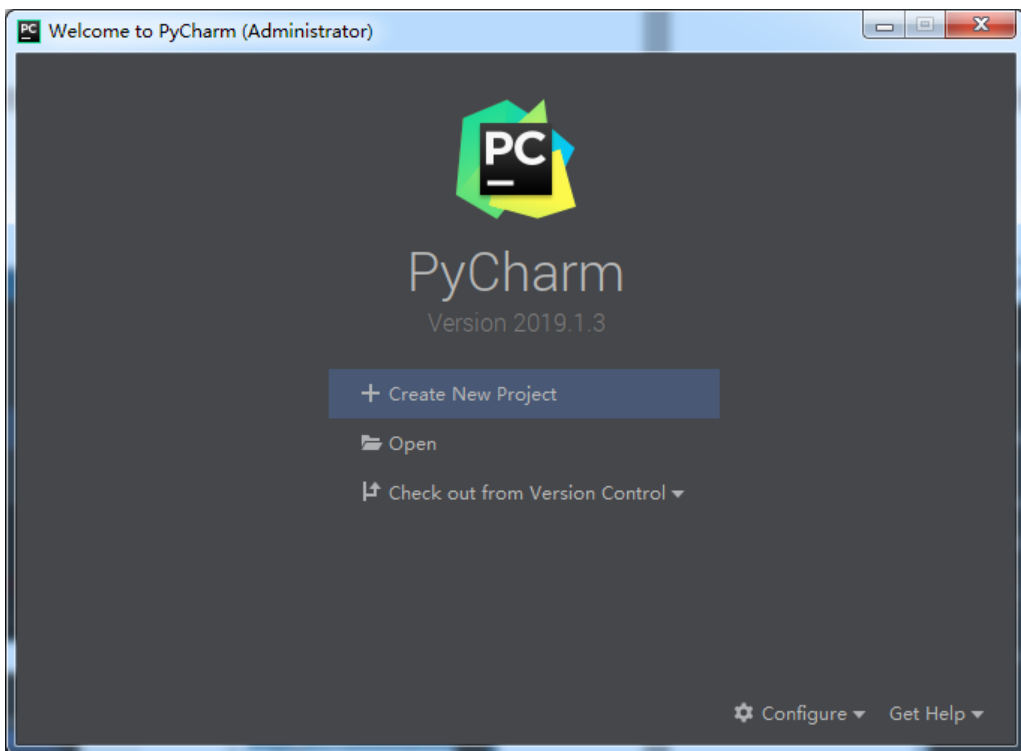 PC Welcome to PyCharm (Administrator)
PC
PyCharm
Version 2019.1.3
Create New Project
Open
Check out from Version Control
Configure Get Help